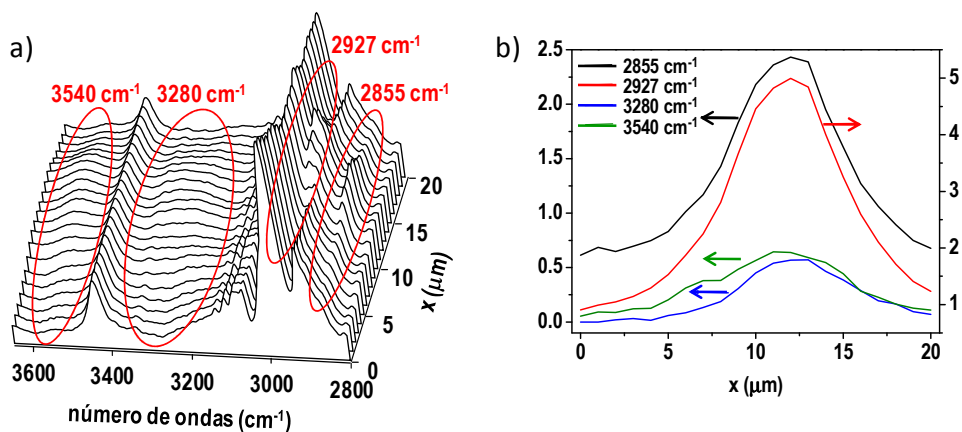 a)
2927 cm⁻¹
2855 cm⁻¹
3540 cm⁻¹
3280 cm⁻¹
20
15
10
5
0
x (μm)
3600
3400
3200
3000
2800
número de ondas (cm⁻¹)
b)
2.5
2.0
1.5
1.0
0.5
0.0
2855 cm⁻¹
2927 cm⁻¹
3280 cm⁻¹
3540 cm⁻¹
5
4
3
2
1
0
5
10
15
20
x (μm)